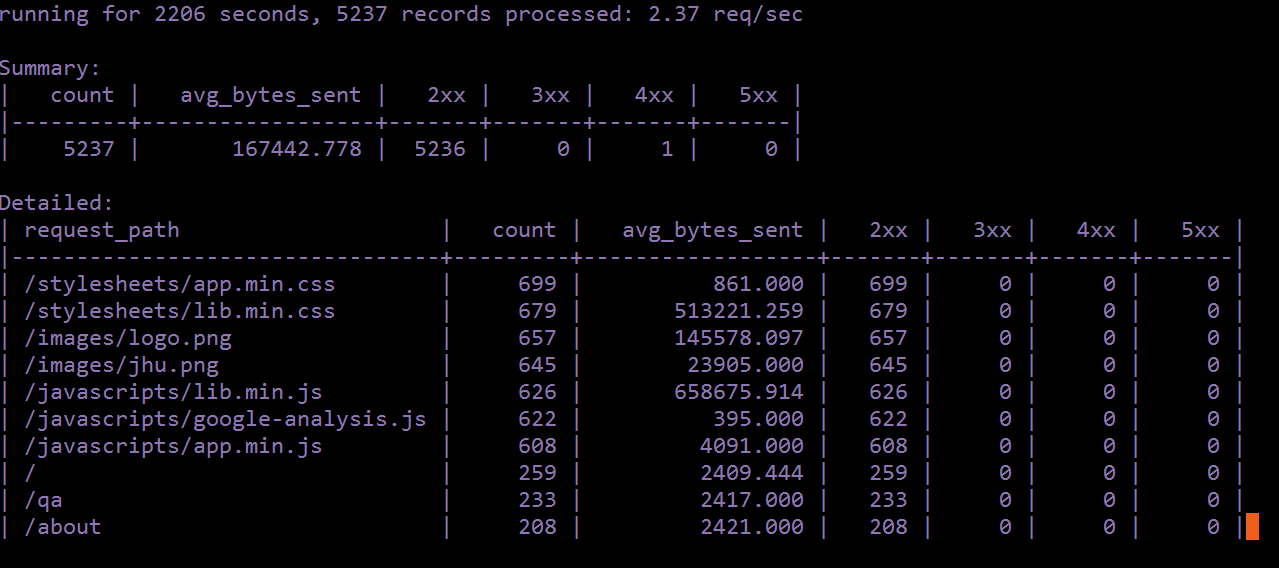 running for 2206 seconds, 5237 records processed: 2.37 req/sec
Summary:
|   count |   avg_bytes_sent |   2xx |   3xx |   4xx |   5xx |
|---------+------------------+-------+-------+-------+-------|
|    5237 |       167442.778 |  5236 |     0 |     1 |     0 |
Detailed:
| request_path                    |   count |   avg_bytes_sent |   2xx |   3xx |   4xx |   5xx |
|---------------------------------+---------+------------------+-------+-------+-------+-------|
| /stylesheets/app.min.css        |     699 |          861.000 |   699 |     0 |     0 |     0 |
| /stylesheets/lib.min.css        |     679 |       513221.259 |   679 |     0 |     0 |     0 |
| /images/logo.png                |     657 |       145578.097 |   657 |     0 |     0 |     0 |
| /images/jhu.png                 |     645 |        23905.000 |   645 |     0 |     0 |     0 |
| /javascripts/lib.min.js         |     626 |       658675.914 |   626 |     0 |     0 |     0 |
| /javascripts/google-analysis.js |     622 |          395.000 |   622 |     0 |     0 |     0 |
| /javascripts/app.min.js         |     608 |         4091.000 |   608 |     0 |     0 |     0 |
| /                               |     259 |         2409.444 |   259 |     0 |     0 |     0 |
| /qa                             |     233 |         2417.000 |   233 |     0 |     0 |     0 |
| /about                          |     208 |         2421.000 |   208 |     0 |     0 |     0 |